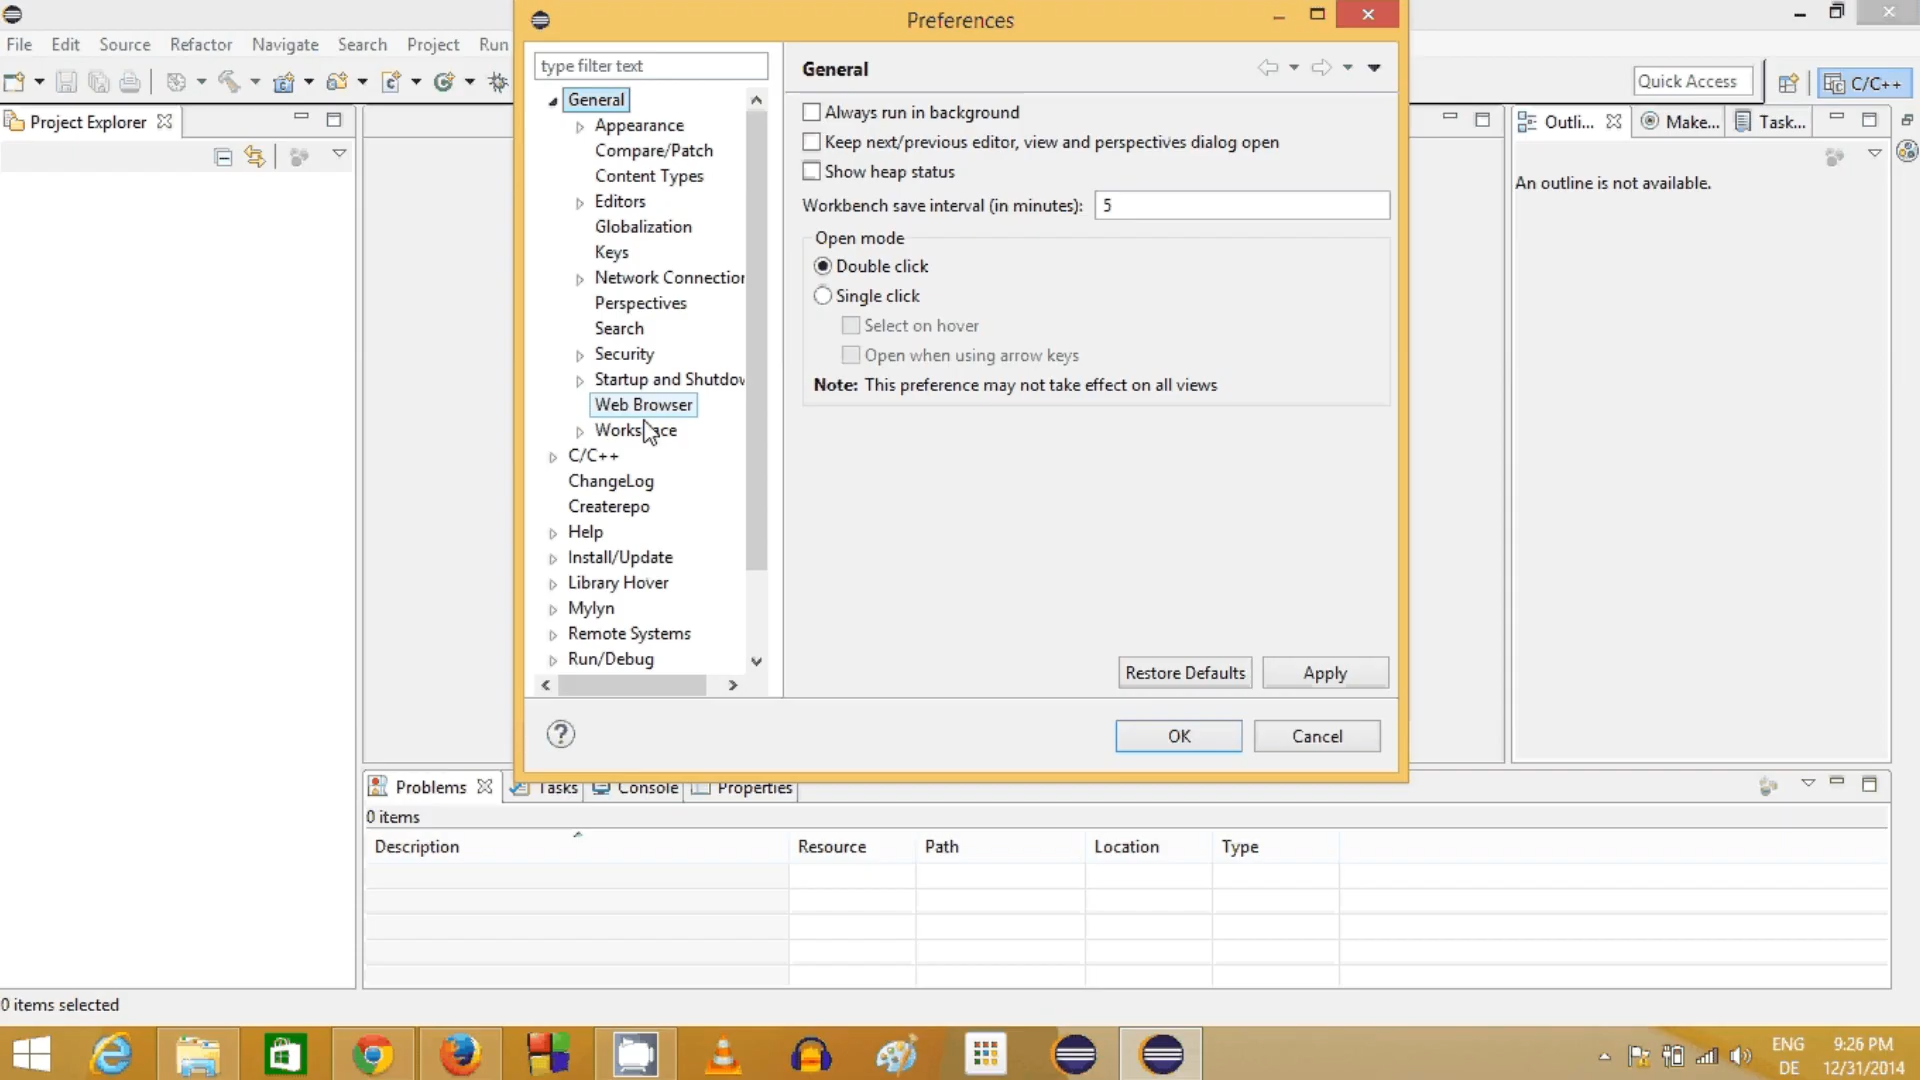 Preferences
File Edit Source Refactor Navigate Search Project Run
Quick Access
C/C++
Project Explorer
type filter text
General
Appearance
Compare/Patch
Content Types
Editors
Globalization
Keys
Network Connection
Perspectives
Search
Security
Startup and Shutdow
Web Browser
Workspace
C/C++
ChangeLog
Createrepo
Help
Install/Update
Library Hover
Mylyn
Remote Systems
Run/Debug
General
Always run in background
Keep next/previous editor, view and perspectives dialog open
Show heap status
Workbench save interval (in minutes): 5
Open mode
Double click
Single click
Select on hover
Open when using arrow keys
Note: This preference may not take effect on all views
Restore Defaults Apply
OK Cancel
Outli... Make... Task...
An outline is not available.
Problems Tasks Console Properties
0 items
Description Resource Path Location Type
0 items selected
ENG 9:26 PM
DE 12/31/2014